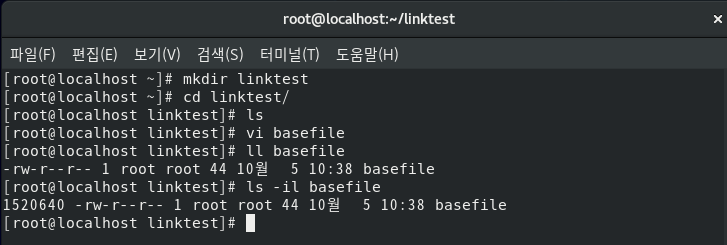 root@localhost:~/linktest
파일(F) 편집(E) 보기(V) 검색(S) 터미널(T) 도움말(H)
[root@localhost ~]# mkdir linktest
[root@localhost ~]# cd linktest/
[root@localhost linktest]# ls
[root@localhost linktest]# vi basefile
[root@localhost linktest]# ll basefile
-rw-r--r-- 1 root root 44 10월  5 10:38 basefile
[root@localhost linktest]# ls -il basefile
1520640 -rw-r--r-- 1 root root 44 10월  5 10:38 basefile
[root@localhost linktest]#